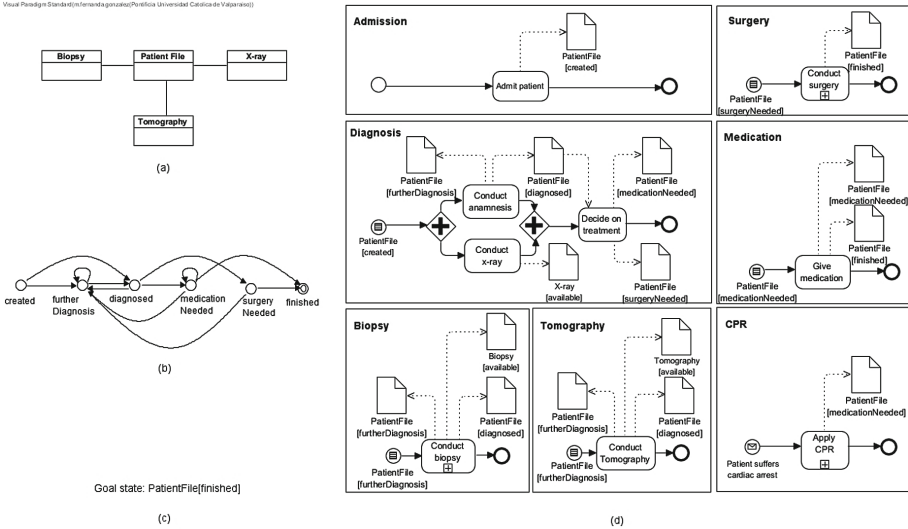 Visual Paradigm Standard(m.fernanda.gonzalez(Pontificia Universidad Catolica de Valparaiso))
Biopsy
Patient File
X-ray
Tomography
(a)
created
further
Diagnosis
diagnosed
medication
Needed
surgery
Needed
finished
(b)
Goal state: PatientFile[finished]
(c)
Admission
PatientFile
[created]
Admit patient
Surgery
PatientFile
[finished]
Conduct
surgery
PatientFile
[surgeryNeeded]
Diagnosis
PatientFile
[furtherDiagnosis]
PatientFile
[diagnosed]
PatientFile
[medicationNeeded]
Conduct
anamnesis
Decide on
treatment
PatientFile
[created]
Conduct
x-ray
X-ray
[available]
PatientFile
[surgeryNeeded]
Medication
PatientFile
[medicationNeeded]
PatientFile
[finished]
Give
medication
PatientFile
[medicationNeeded]
Biopsy
Biopsy
[available]
PatientFile
[furtherDiagnosis]
PatientFile
[diagnosed]
Conduct
biopsy
PatientFile
[furtherDiagnosis]
Tomography
Tomography
[available]
PatientFile
[furtherDiagnosis]
PatientFile
[diagnosed]
Conduct
Tomography
PatientFile
[furtherDiagnosis]
CPR
PatientFile
[medicationNeeded]
Apply
CPR
Patient suffers
cardiac arrest
(d)